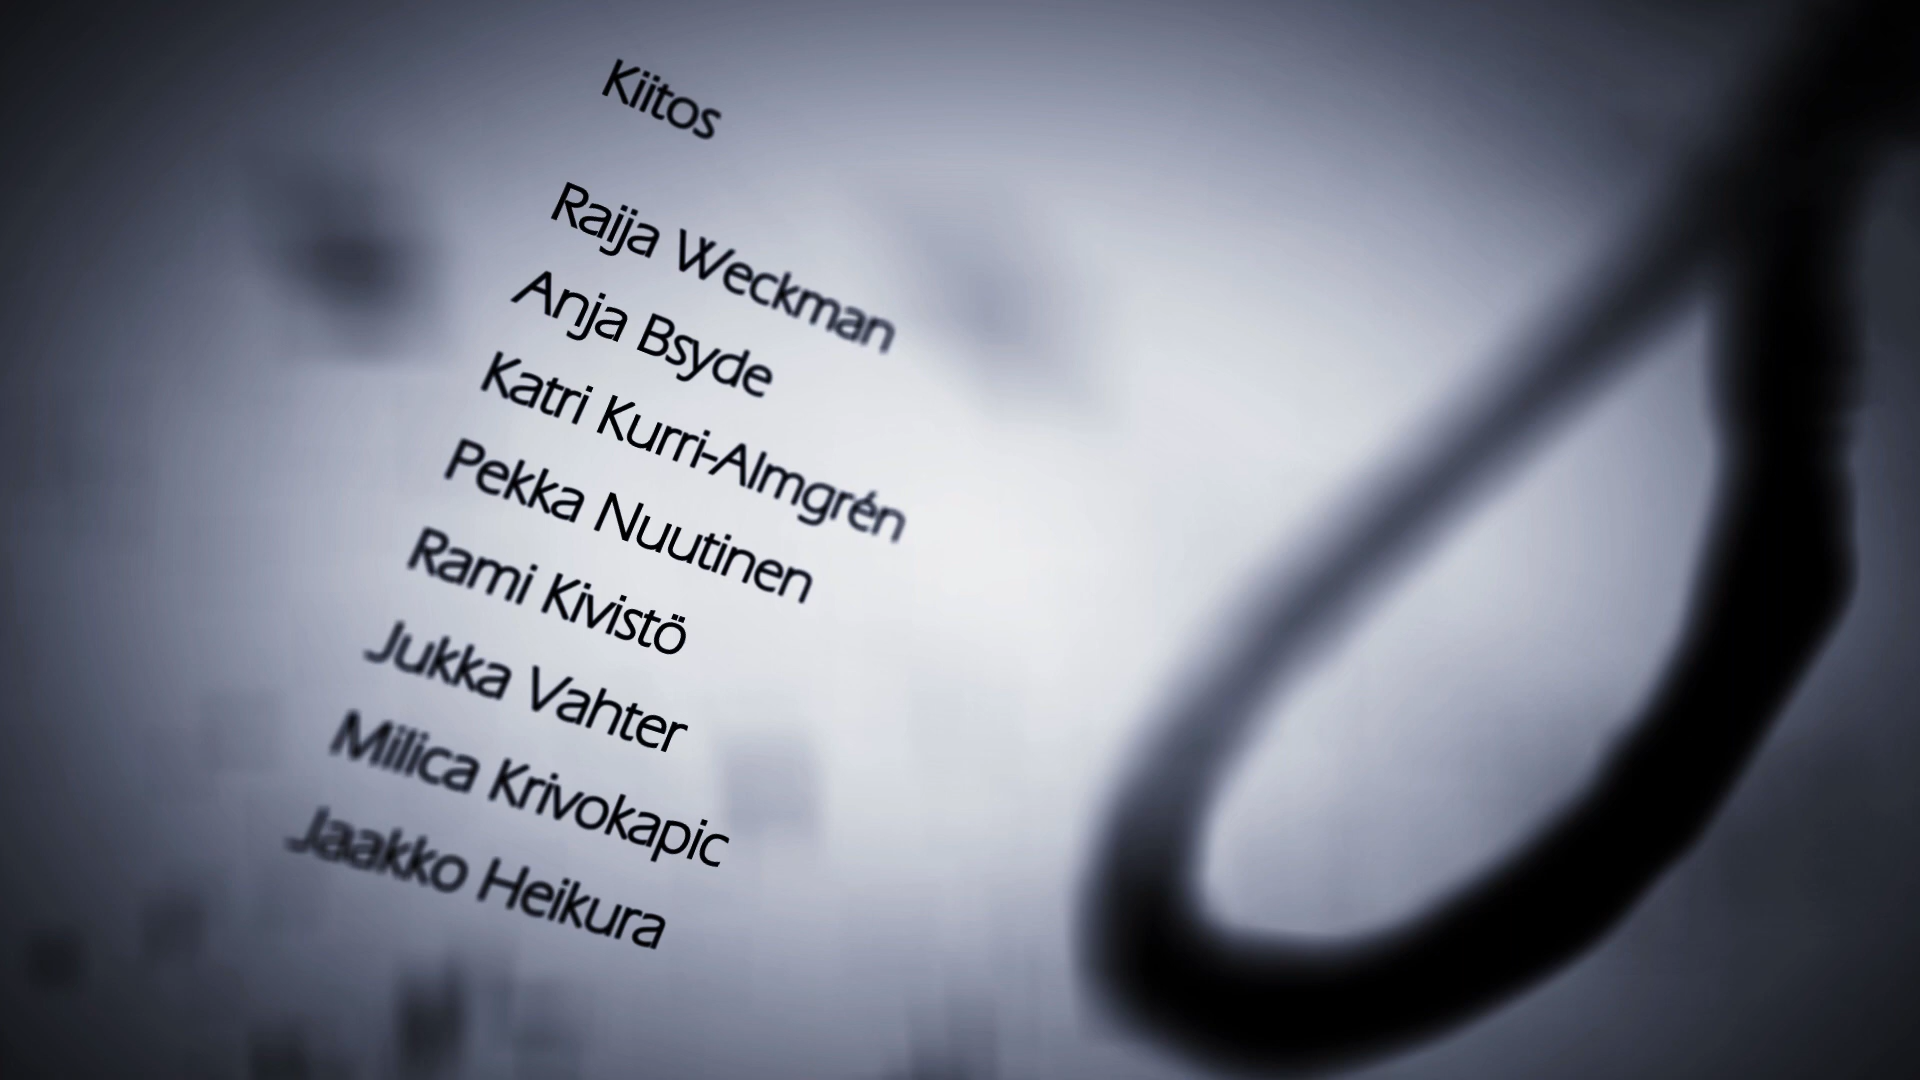 Kiitos
Raija Weckman
Anja Bsyde
Katri Kurri-Almgrén
Pekka Nuutinen
Rami Kivistö
Jukka Vahter
Milica Krivokapic
Jaakko Heikura